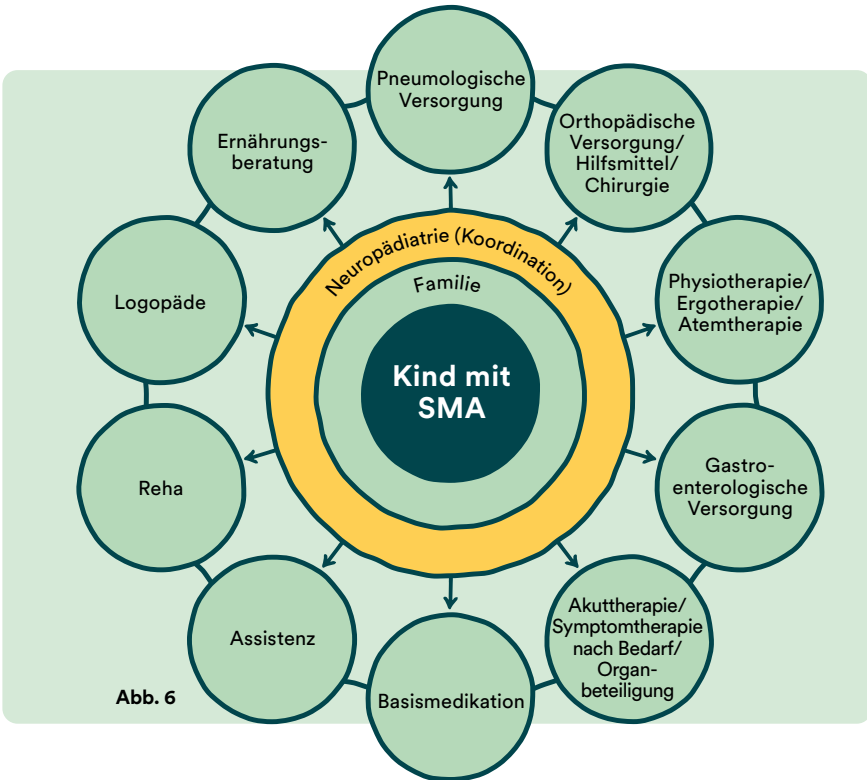 Pneumologische
Versorgung
Orthopädische
Versorgung/
Hilfsmittel/
Chirurgie
Physiotherapie/
Ergotherapie/
Atemtherapie
Gastro-
enterologische
Versorgung
Akuttherapie/
Symptomtherapie
nach Bedarf/
Organ-
beteiligung
Basismedikation
Assistenz
Reha
Logopäde
Ernährungs-
beratung
Neuropädiatrie (Koordination)
Familie
Kind mit
SMA
Abb. 6